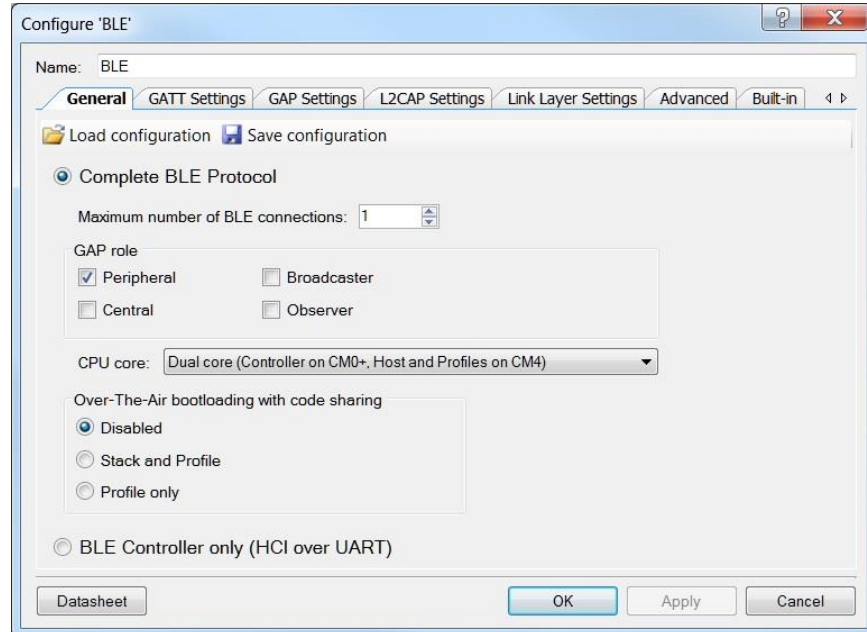 Configure 'BLE'
Name: BLE
General GATT Settings GAP Settings L2CAP Settings Link Layer Settings Advanced Built-in
Load configuration Save configuration
Complete BLE Protocol
Maximum number of BLE connections: 1
GAP role
Peripheral Broadcaster
Central Observer
CPU core: Dual core (Controller on CM0+, Host and Profiles on CM4)
Over-The-Air bootloading with code sharing
Disabled
Stack and Profile
Profile only
BLE Controller only (HCI over UART)
Datasheet OK Apply Cancel